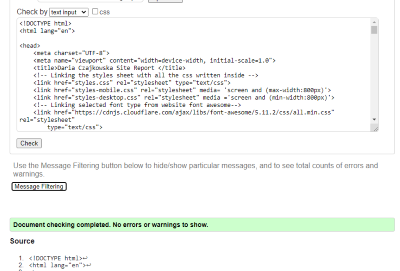 Check by text input css
<!DOCTYPE html>
<html lang="en">
<head>
<meta charset="UTF-8">
<meta name="viewport" content="width=device-width, initial-scale=1.0">
<title>Daria Czajkowska Site Report </title>
<!-- Linking the styles sheet with all the css written inside -->
<link href="styles.css" rel="stylesheet" type="text/css">
<link href="styles-mobile.css" rel="stylesheet" media= 'screen and (max-width:800px)'>
<link href="styles-desktop.css" rel="stylesheet" media ='screen and (min-width:800px)'>
<!-- Linking selected font type from website font awesome-->
<link href="https://cdnjs.cloudflare.com/ajax/libs/font-awesome/5.11.2/css/all.min.css"
rel="stylesheet"
type="text/css">
Check
Use the Message Filtering button below to hide/show particular messages, and to see total counts of errors and
warnings.
Message Filtering
Document checking completed. No errors or warnings to show.
Source
1. <!DOCTYPE html>↩
2. <html lang="en">↩